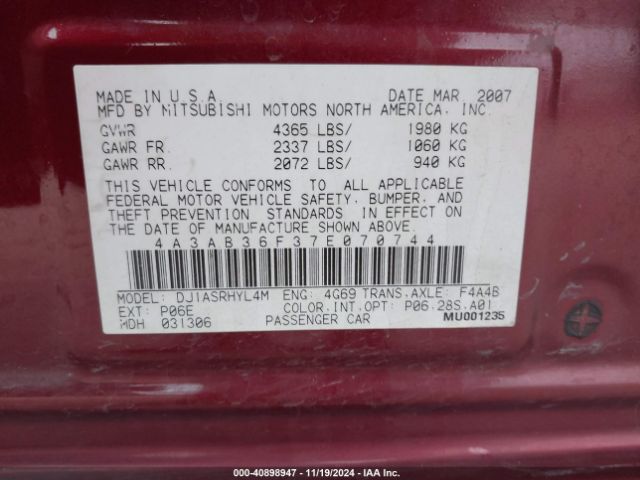 MADE IN U.S.A. DATE MAR. 2007
MFD BY MITSUBISHI MOTORS NORTH AMERICA, INC.
GVWR 4365 LBS/ 1980 KG
GAWR FR. 2337 LBS/ 1060 KG
GAWR RR. 2072 LBS/ 940 KG
THIS VEHICLE CONFORMS TO ALL APPLICABLE
FEDERAL MOTOR VEHICLE SAFETY, BUMPER, AND
THEFT PREVENTION STANDARDS IN EFFECT ON
THE DATE OF MANUFACTURE SHOWN ABOVE.
4A3AB36F37E070744
MODEL: DJ1ASRHYL4M ENG: 4G69 TRANS.AXLE F4A4B
EXT: P06E COLOR.INT.OPT: P06.28S.A01
MDH 031306 PASSENGER CAR MU001235
000-40898947 - 11/19/2024 - IAA Inc.